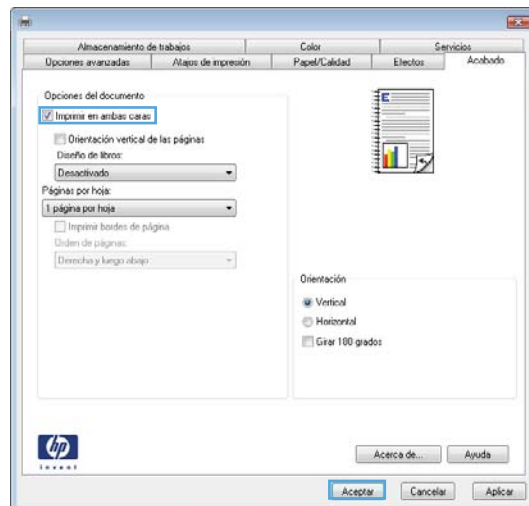 Almacenamiento de trabajos Color Servicios
Opciones avanzadas Atajos de impresión Papel/Calidad Efectos Acabado
Opciones del documento
Imprimir en ambas caras
Orientación vertical de las páginas
Diseño de libros:
Desactivado
Páginas por hoja:
1 página por hoja
Imprimir bordes de página
Orden de páginas:
Derecha y luego abajo
E
Orientación
Vertical
Horizontal
Girar 180 grados
hp
invent
Acerca de... Ayuda
Aceptar Cancelar Aplicar